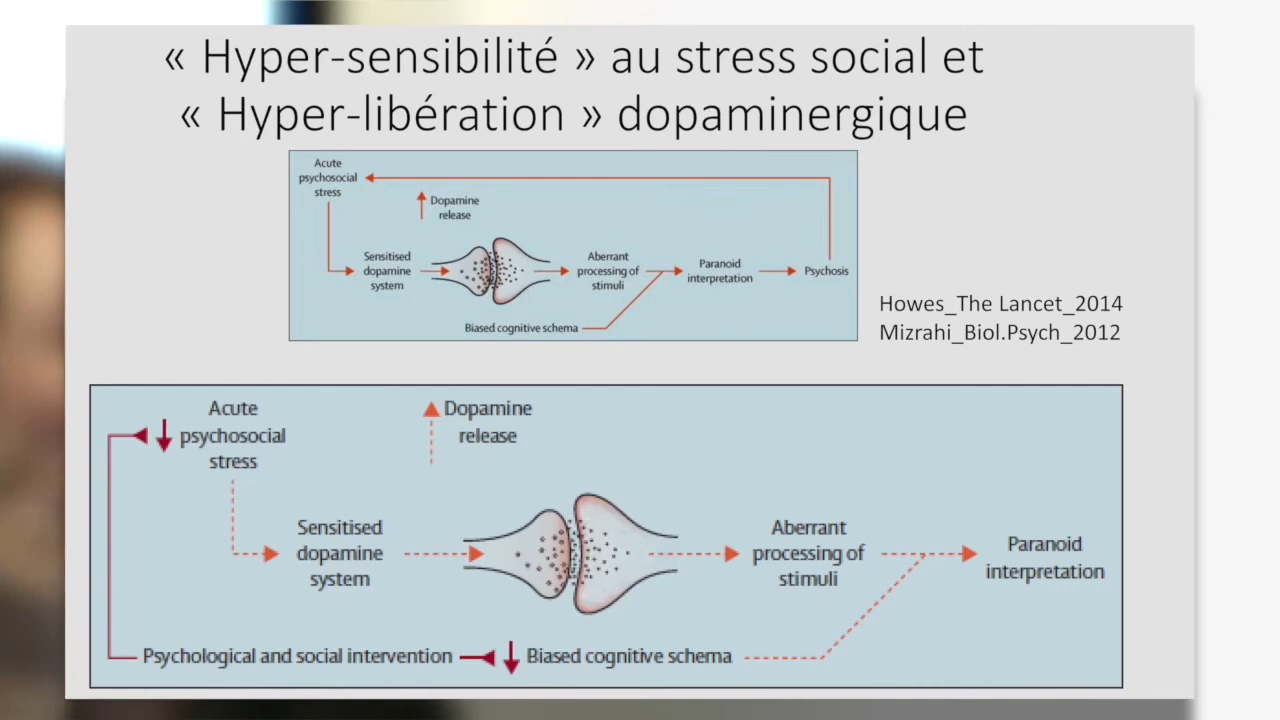 « Hyper-sensibilité » au stress social et
« Hyper-libération » dopaminergique
Acute
psychosocial
stress
Dopamine
release
Sensitised
dopamine
system
Aberrant
processing of
stimuli
Paranoid
interpretation
Psychosis
Biased cognitive schema
Howes_The Lancet_2014
Mizrahi_Biol.Psych_2012
Acute
psychosocial
stress
Dopamine
release
Sensitised
dopamine
system
Aberrant
processing of
stimuli
Paranoid
interpretation
Psychological and social intervention
Biased cognitive schema